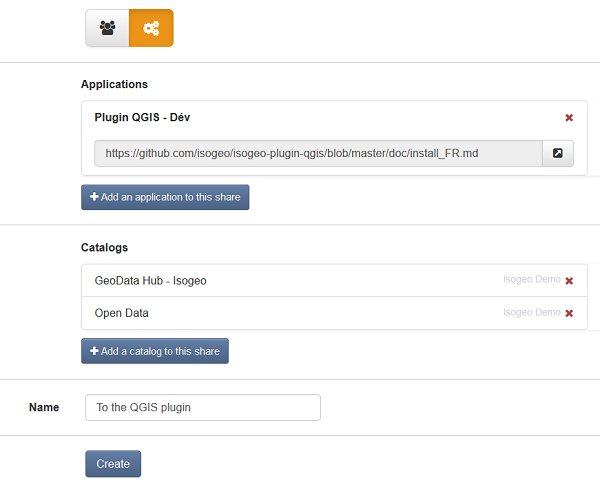 Applications
Plugin QGIS - Dév
https://github.com/isogeo/isogeo-plugin-qgis/blob/master/doc/install_FR.md
Add an application to this share
Catalogs
GeoData Hub - Isogeo Isogeo Demo
Open Data Isogeo Demo
Add a catalog to this share
Name To the QGIS plugin
Create